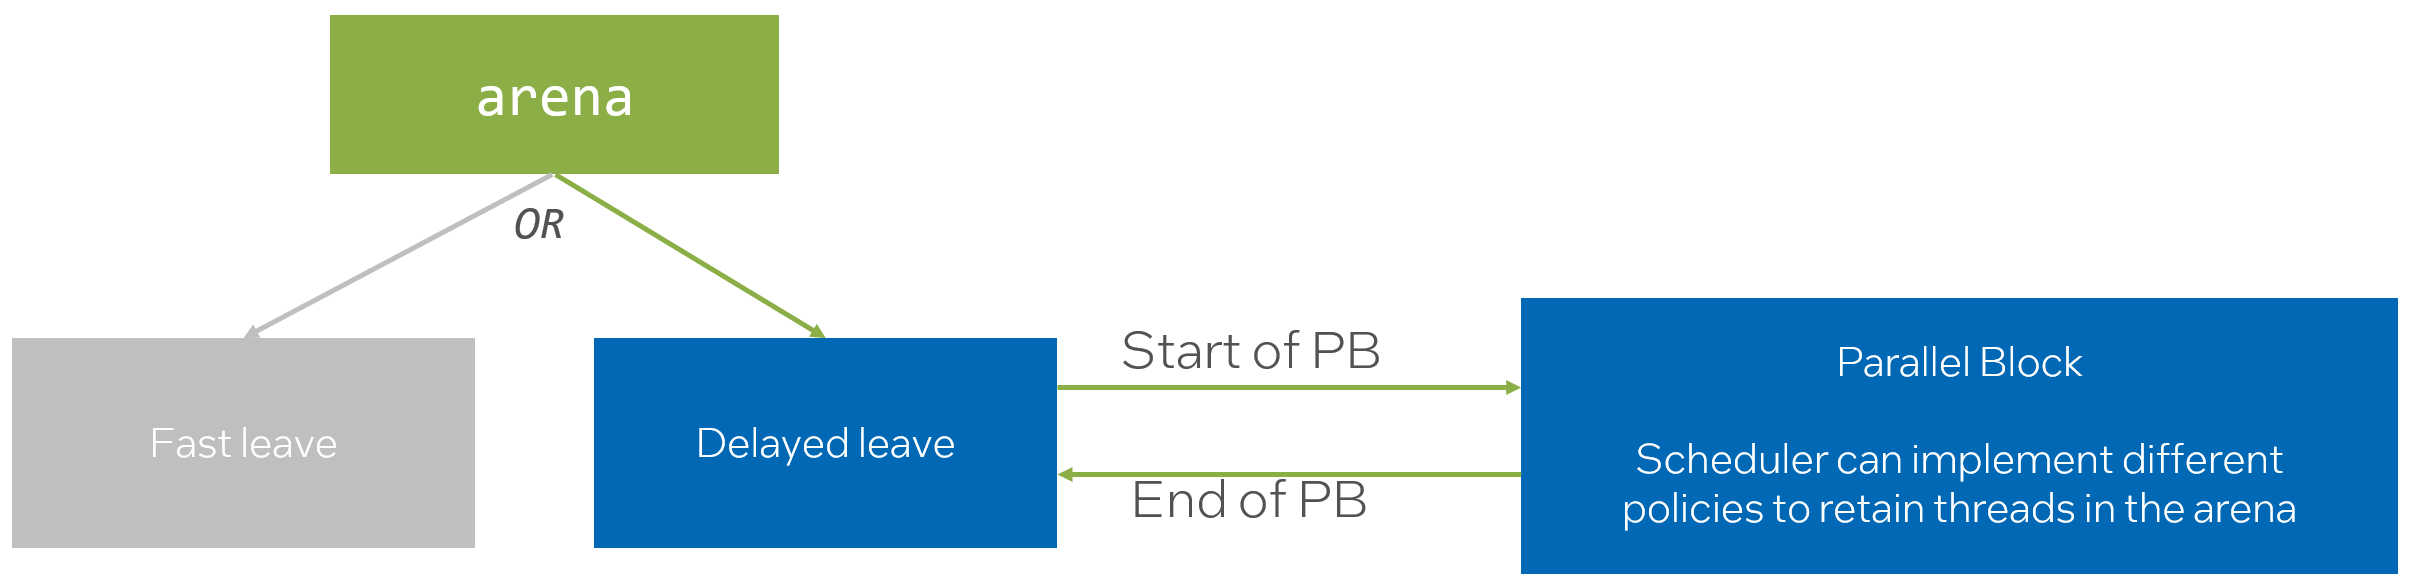 arena
OR
Fast leave
Delayed leave
Start of PB
End of PB
Parallel Block
Scheduler can implement different
policies to retain threads in the arena